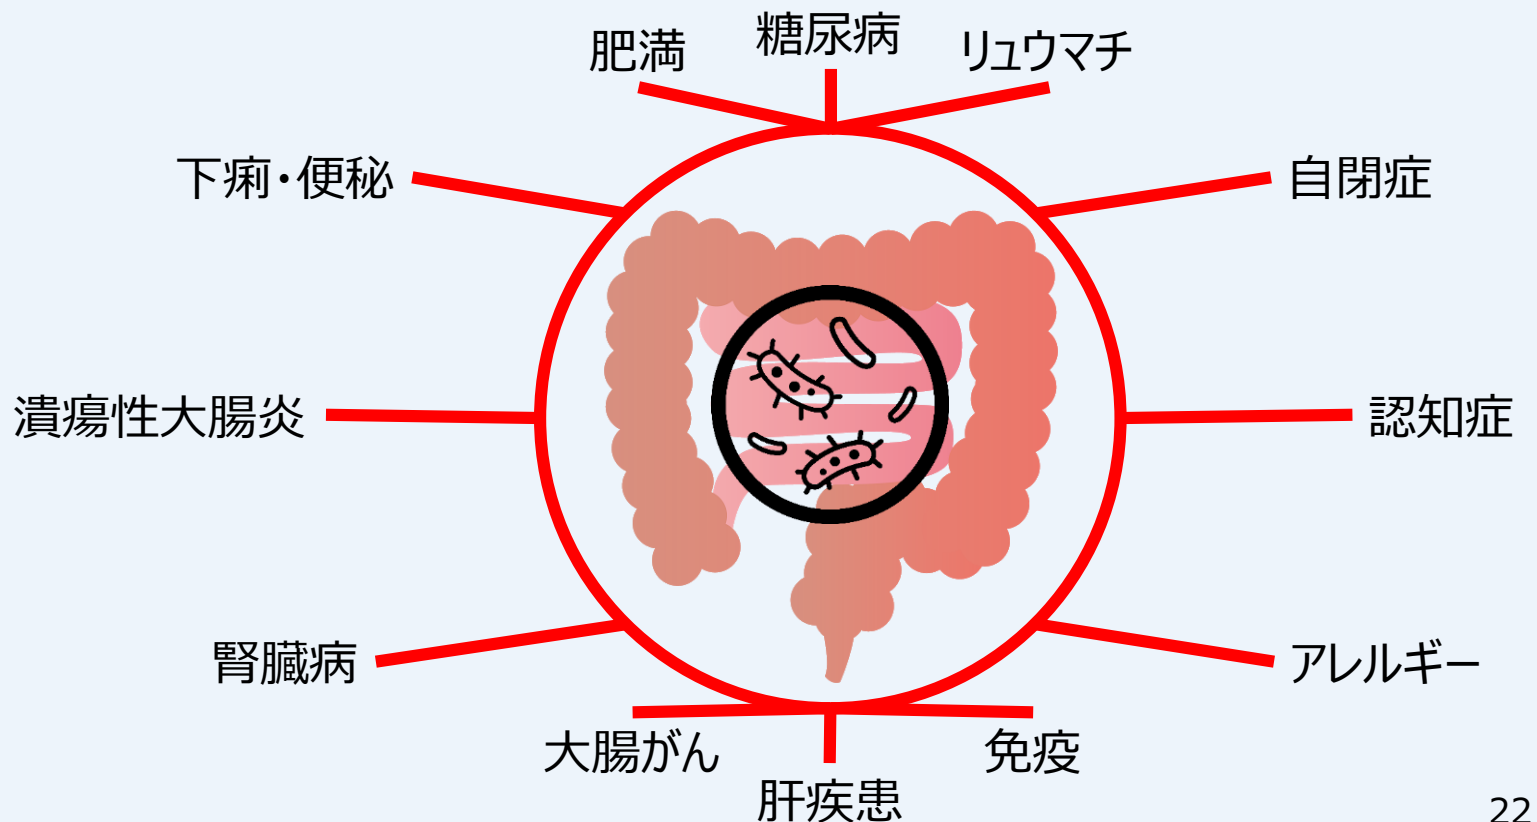 肥満
糖尿病
リュウマチ
下痢・便秘
自閉症
潰瘍性大腸炎
認知症
腎臓病
アレルギー
大腸がん
肝疾患
免疫
22